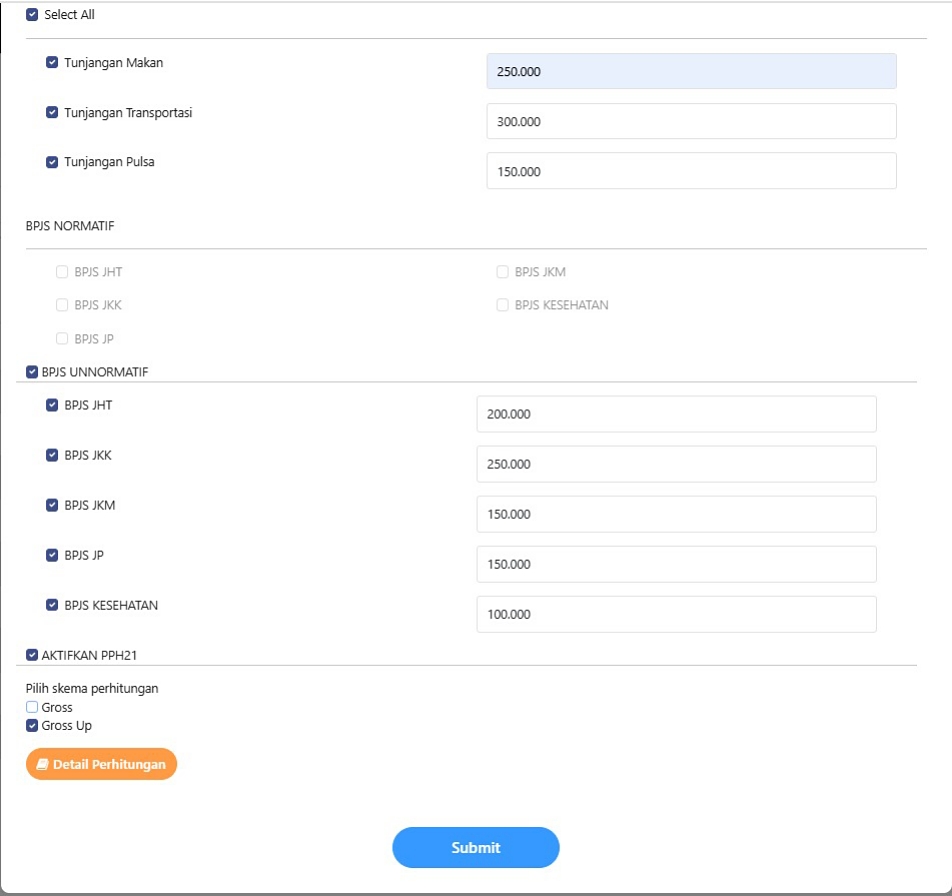 Select All
Tunjangan Makan
250.000
Tunjangan Transportasi
300.000
Tunjangan Pulsa
150.000
BPJS NORMATIF
BPJS JHT
BPJS JKM
BPJS JKK
BPJS KESEHATAN
BPJS JP
BPJS UNNORMATIF
BPJS JHT
200.000
BPJS JKK
250.000
BPJS JKM
150.000
BPJS JP
150.000
BPJS KESEHATAN
100.000
AKTIFKAN PPH21
Pilih skema perhitungan
Gross
Gross Up
Detail Perhitungan
Submit